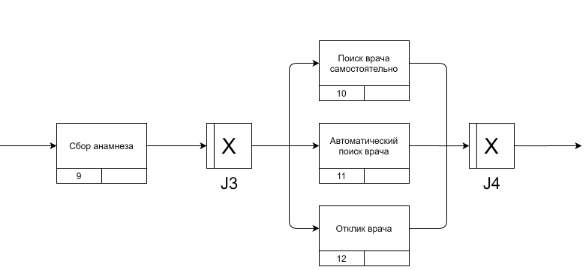 Поиск врача
самостоятельно
10
Сбор анамнеза
9
X
J3
Автоматический
поиск врача
11
X
J4
Отклик врача
12